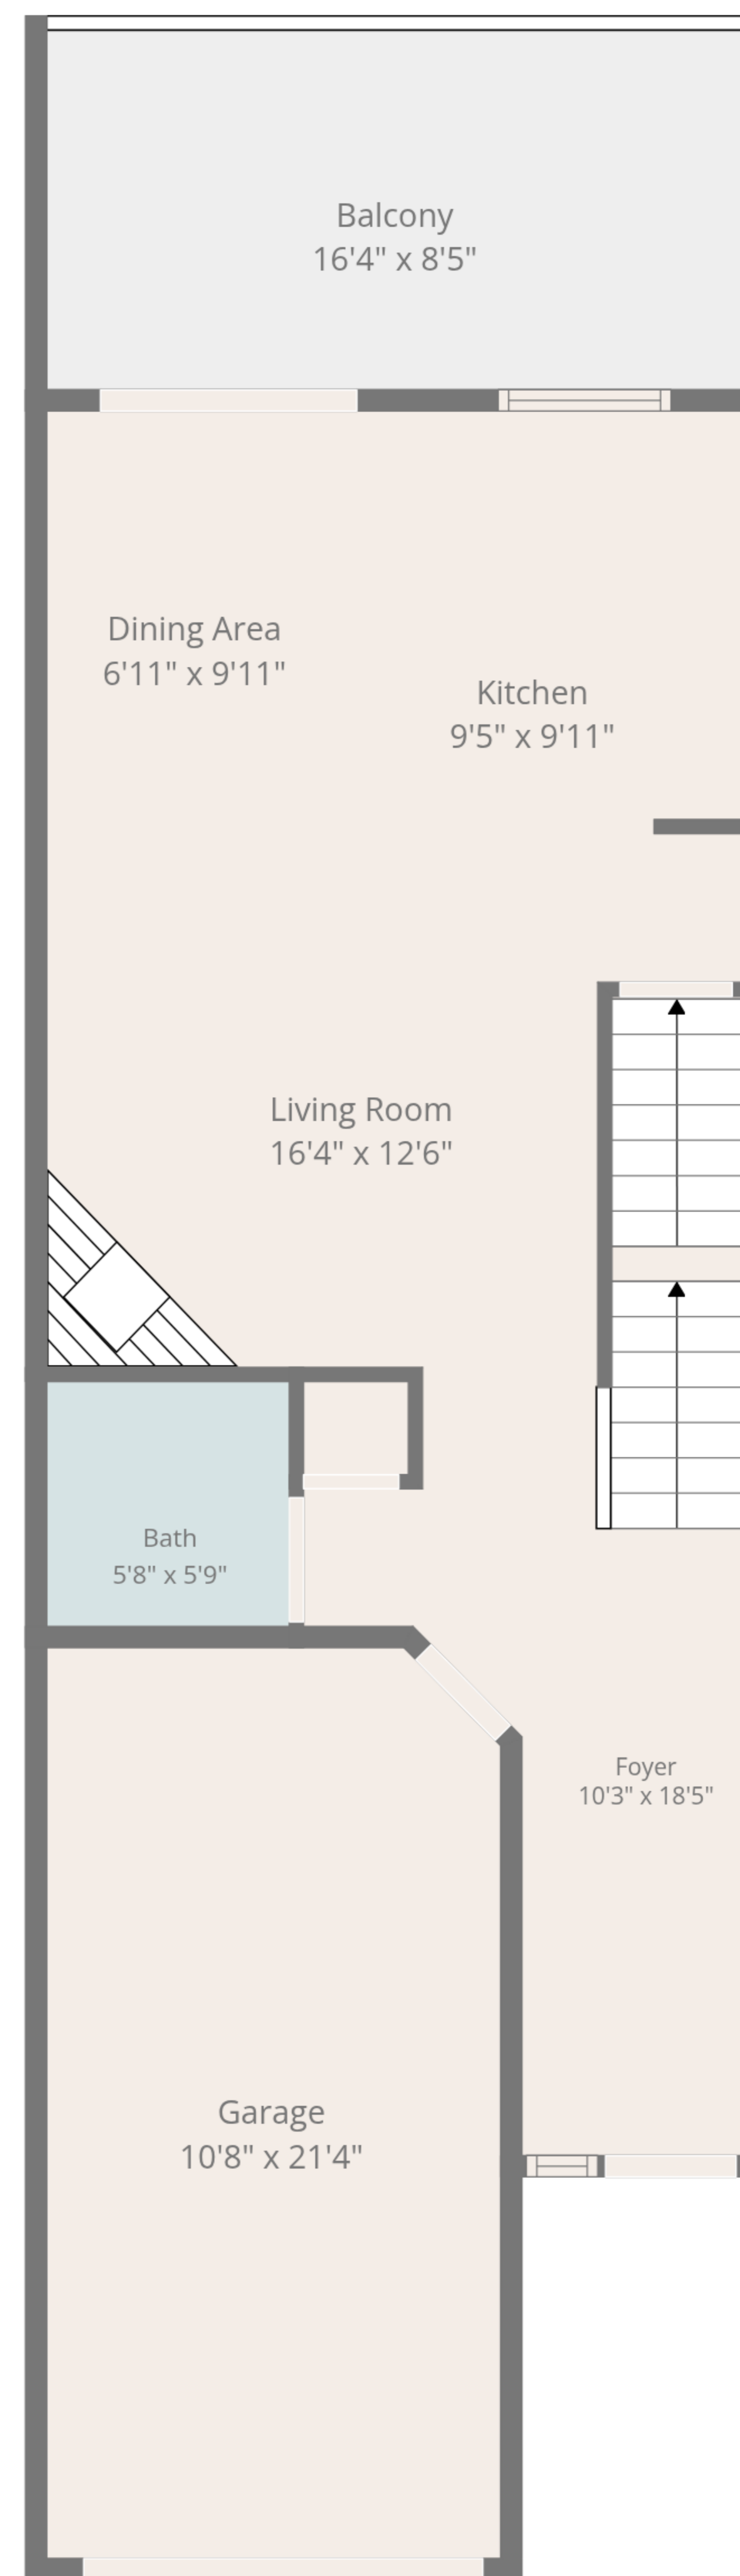 Balcony
16'4" x 8'5"
Dining Area
6'11" x 9'11"
Kitchen
9'5" x 9'11"
Living Room
16'4" x 12'6"
Bath
5'8" x 5'9"
Foyer
10'3" x 18'5"
Garage
10'8" x 21'4"